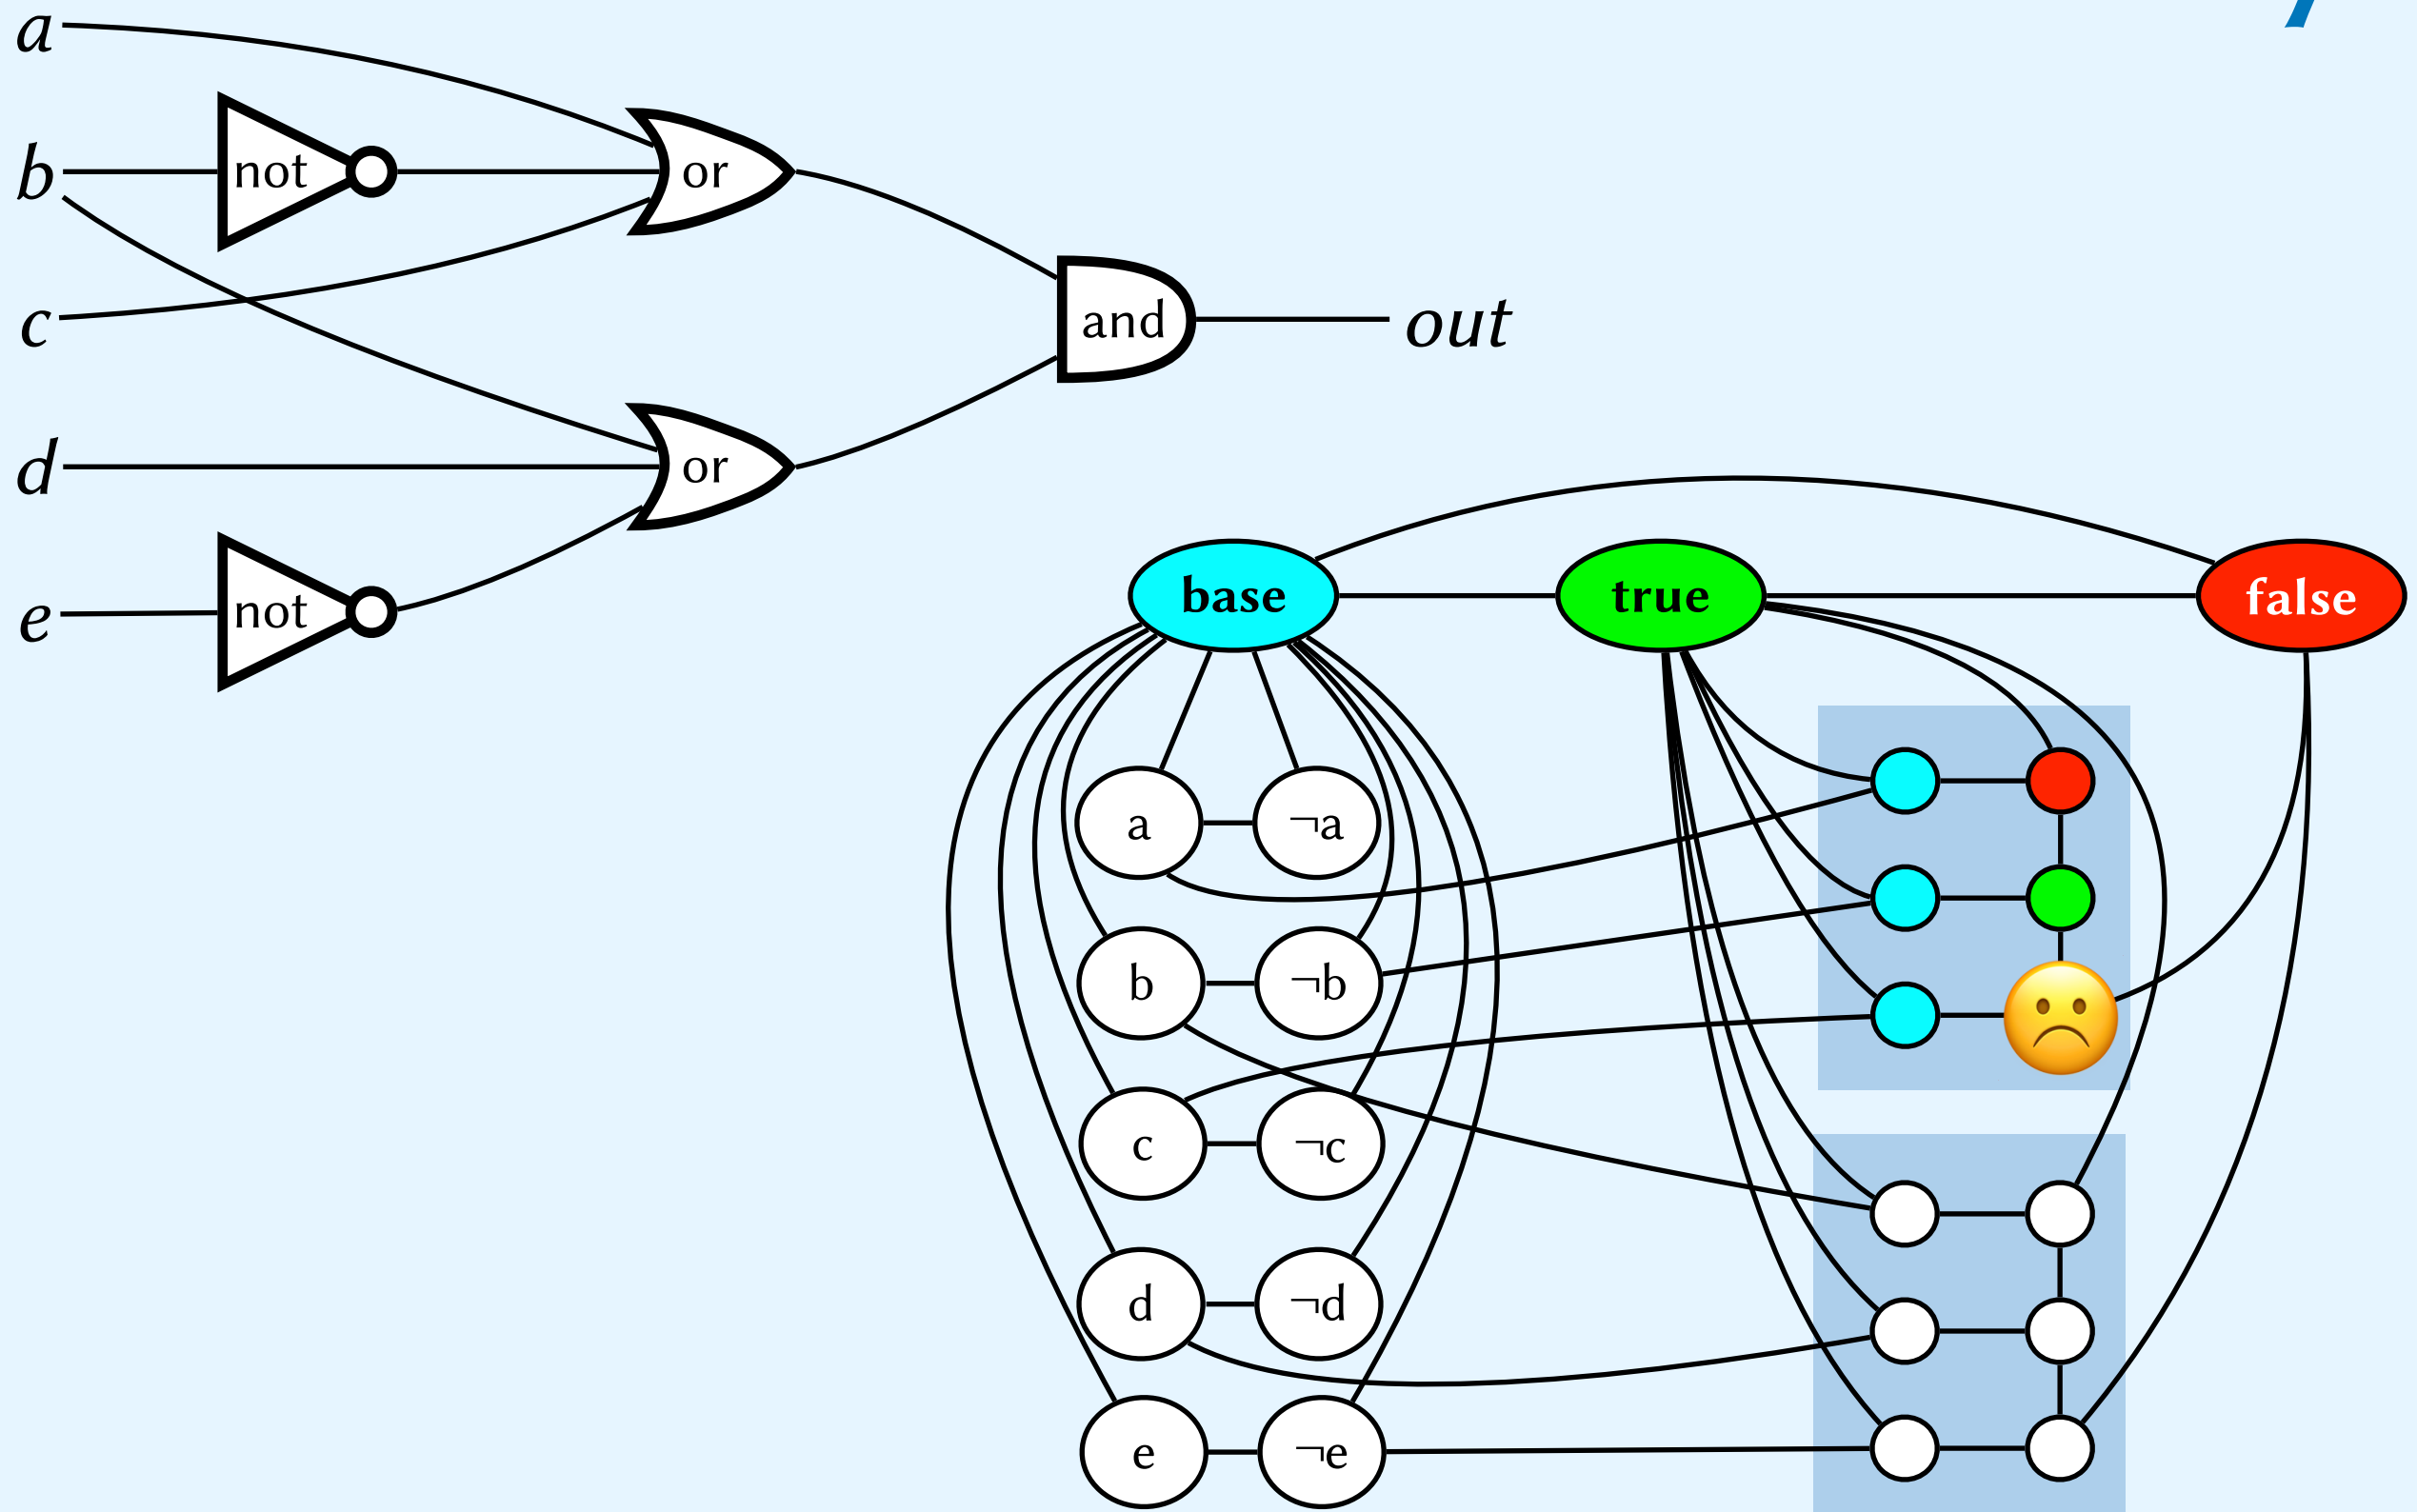 a
b
not
or
c
and
out
d
or
e
not
base
true
false
a
¬a
b
¬b
c
¬c
d
¬d
e
¬e